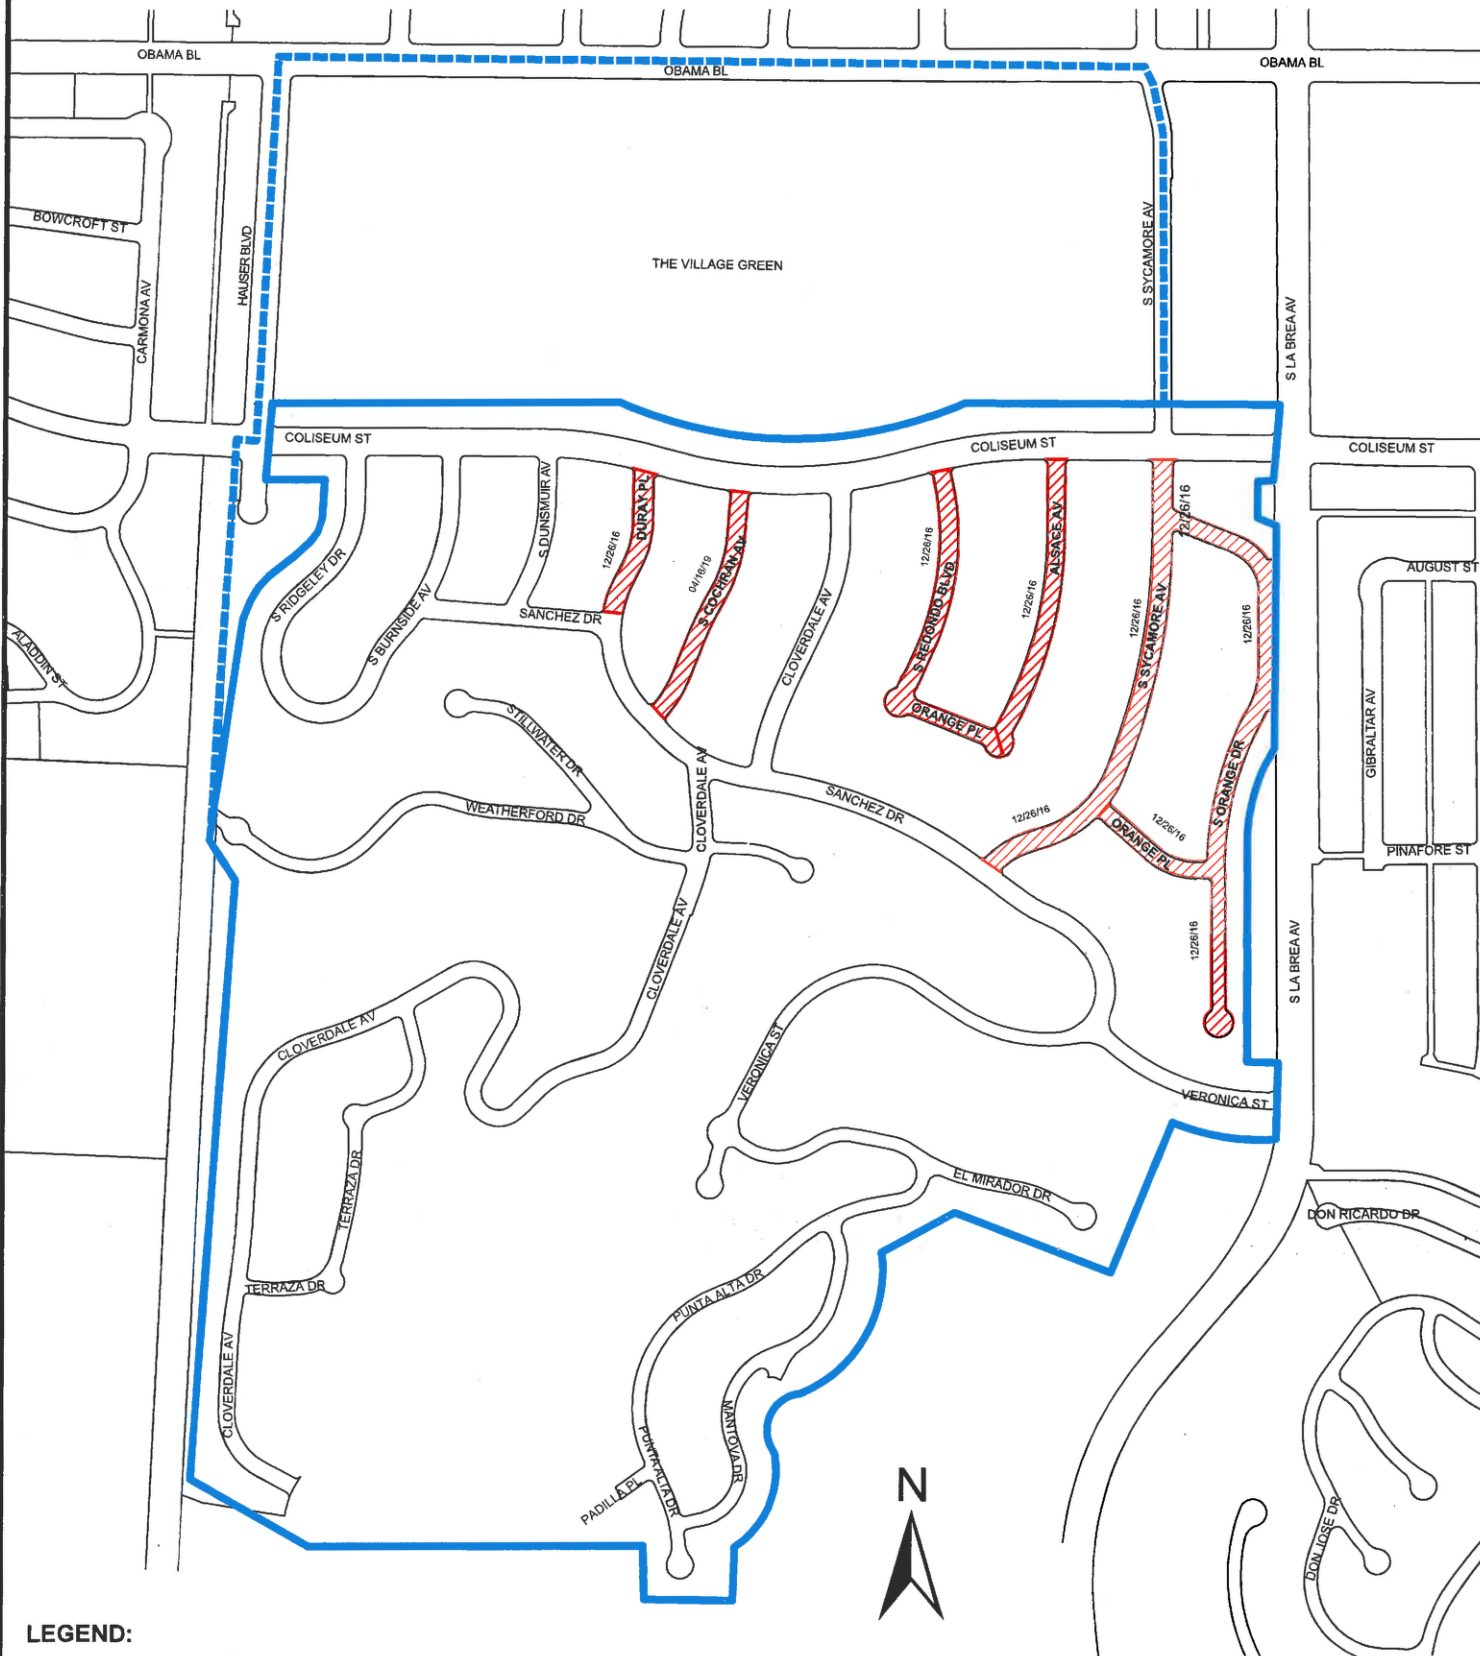 OBAMA BL
OBAMA BL
OBAMA BL
BOWCROFT ST
HAUSER BLVD
CARMONA AV
THE VILLAGE GREEN
S SYCAMORE AV
S LA BREA AV
COLISEUM ST
COLISEUM ST
COLISEUM ST
S DUNSMUIR AV
DURAY PL
12/26/16
04/16/19
S COCHRAN AV
12/26/16
S REDONDO BLVD
ALSACE AV
12/26/16
12/26/16
12/26/16
S SYCAMORE AV
12/26/16
AUGUST ST
S RIDGELEY DR
S BURNSIDE AV
SANCHEZ DR
CLOVERDALE AV
ALADDIN ST
ORANGE PL
GIBRALTAR AV
STILLWATER DR
WEATHERFORD DR
CLOVERDALE AV
SANCHEZ DR
12/26/16
ORANGE PL
12/26/16
S ORANGE DR
PINAFORE ST
12/26/16
S LA BREA AV
CLOVERDALE AV
CLOVERDALE AV
VERONICA ST
VERONICA ST
TERRAZA DR
EL MIRADOR DR
DON RICARDO DR
TERRAZA DR
PUNTA ALTA DR
CLOVERDALE AV
MANTOVA DR
PUNTA ALTA DR
PADILLA PL
N
DON JOSE DR
LEGEND: